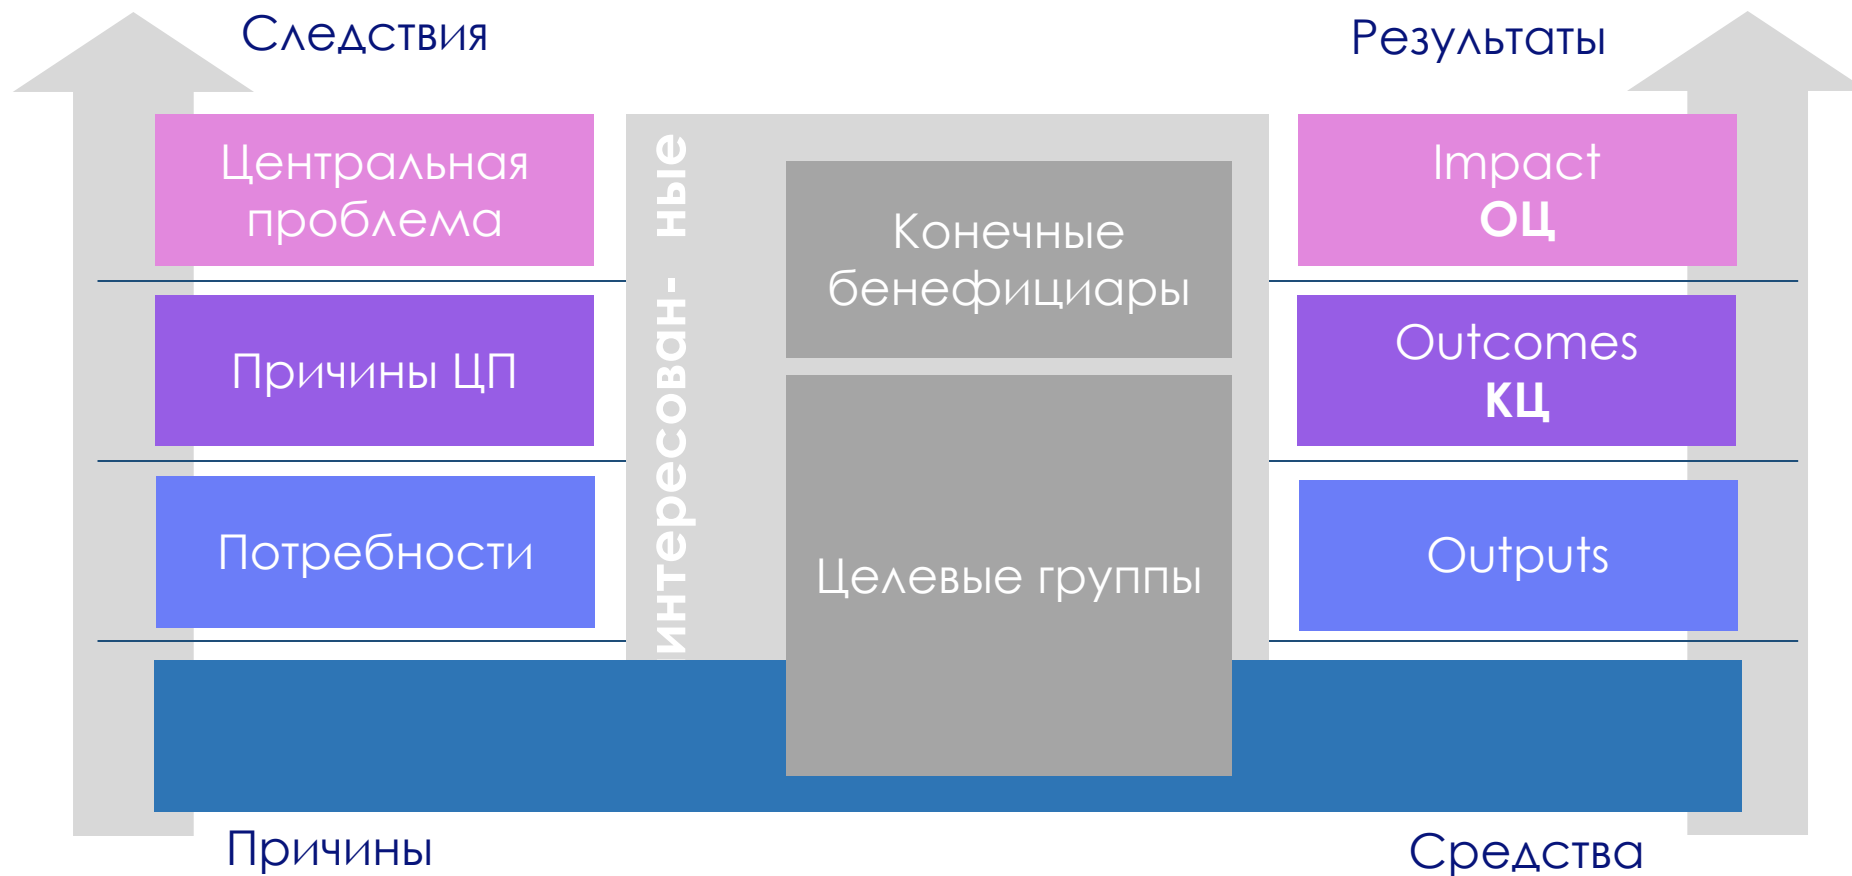 Следствия
Результаты
Центральная
проблема
Причины ЦП
Потребности
интересован- ные
Конечные
бенефициары
Целевые группы
Impact
ОЦ
Outcomes
КЦ
Outputs
Причины
Средства